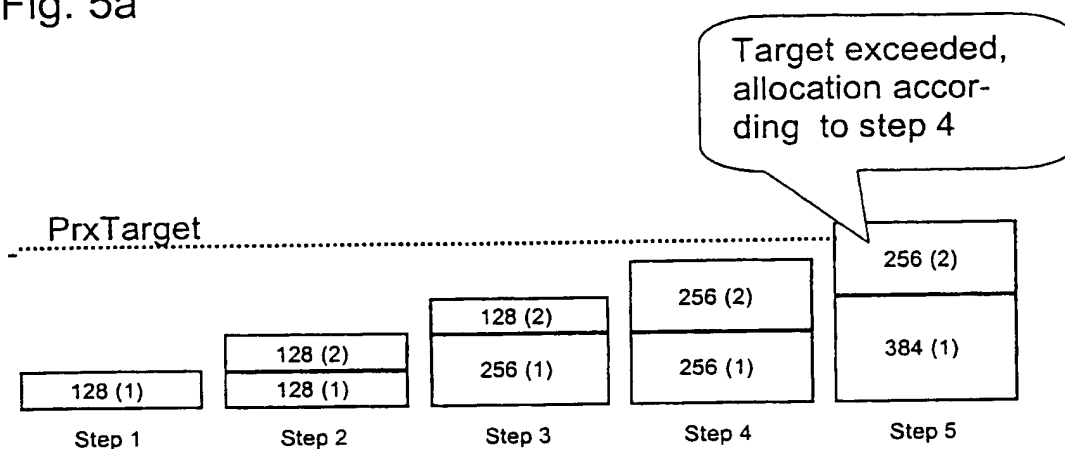 Fig. 5a
Target exceeded,
allocation accor-
ding to step 4
PrxTarget
128 (1)
Step 1
128 (2)
128 (1)
Step 2
128 (2)
256 (1)
Step 3
256 (2)
256 (1)
Step 4
256 (2)
384 (1)
Step 5